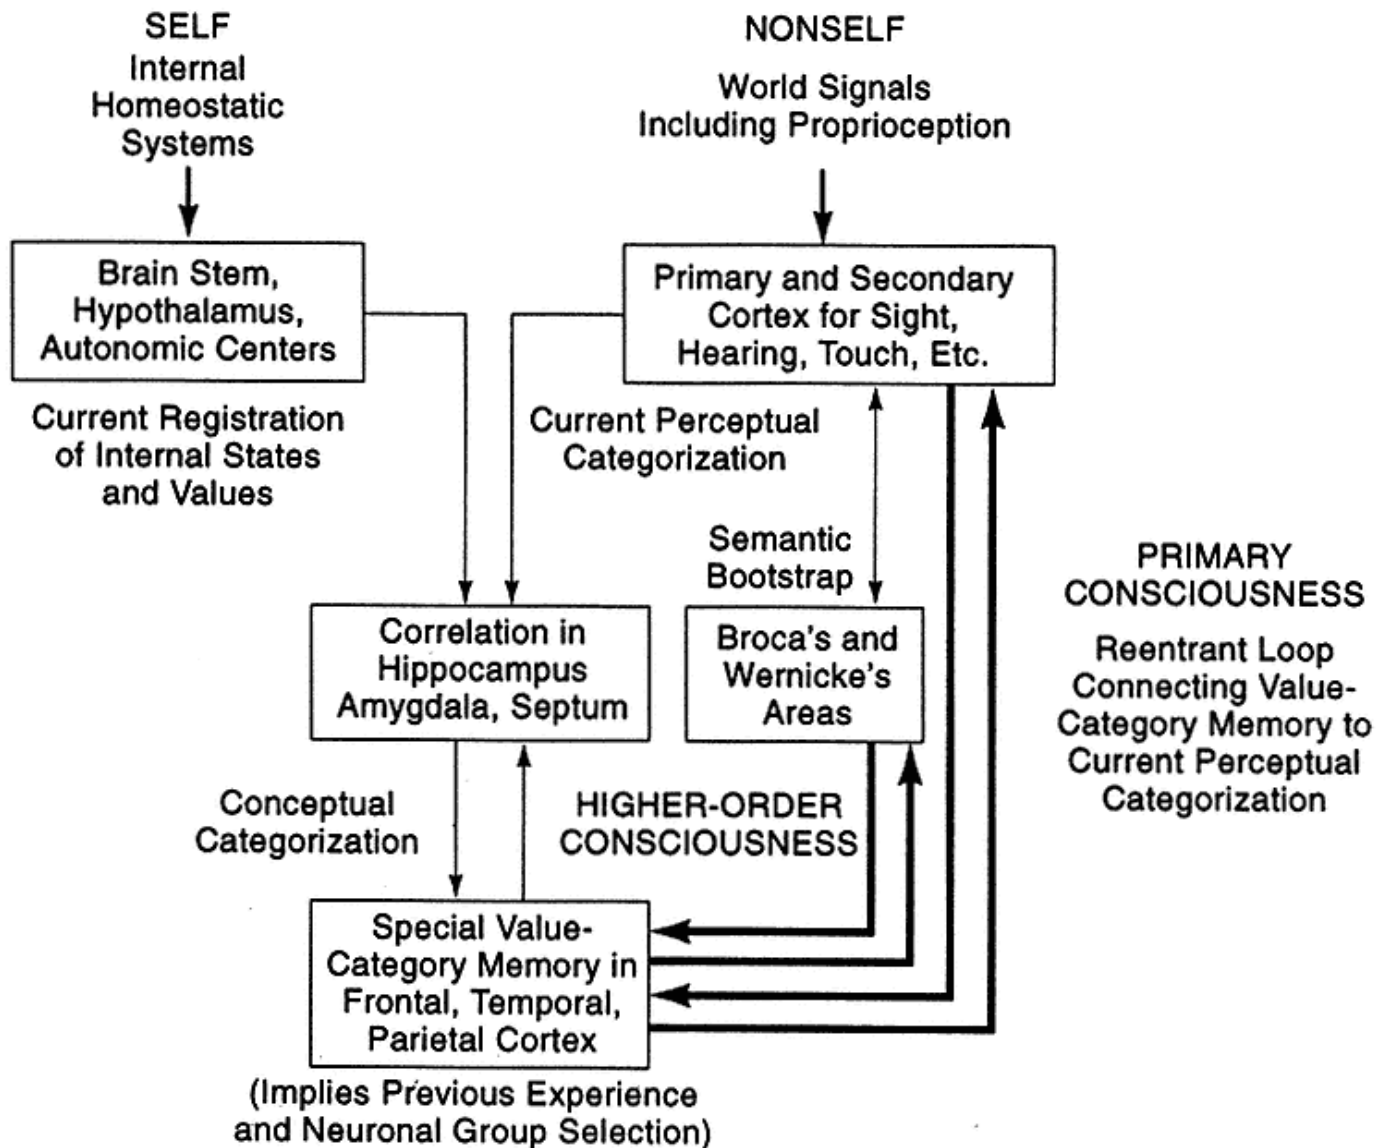 SELF
Internal
Homeostatic
Systems
NONSELF
World Signals
Including Proprioception
Brain Stem,
Hypothalamus,
Autonomic Centers
Primary and Secondary
Cortex for Sight,
Hearing, Touch, Etc.
Current Registration
of Internal States
and Values
Current Perceptual
Categorization
Semantic
Bootstrap
PRIMARY
CONSCIOUSNESS
Reentrant Loop
Connecting Value-
Category Memory to
Current Perceptual
Categorization
Correlation in
Hippocampus
Amygdala, Septum
Broca's and
Wernicke's
Areas
Conceptual
Categorization
HIGHER-ORDER
CONSCIOUSNESS
Special Value-
Category Memory in
Frontal, Temporal,
Parietal Cortex
(Implies Previous Experience
and Neuronal Group Selection)